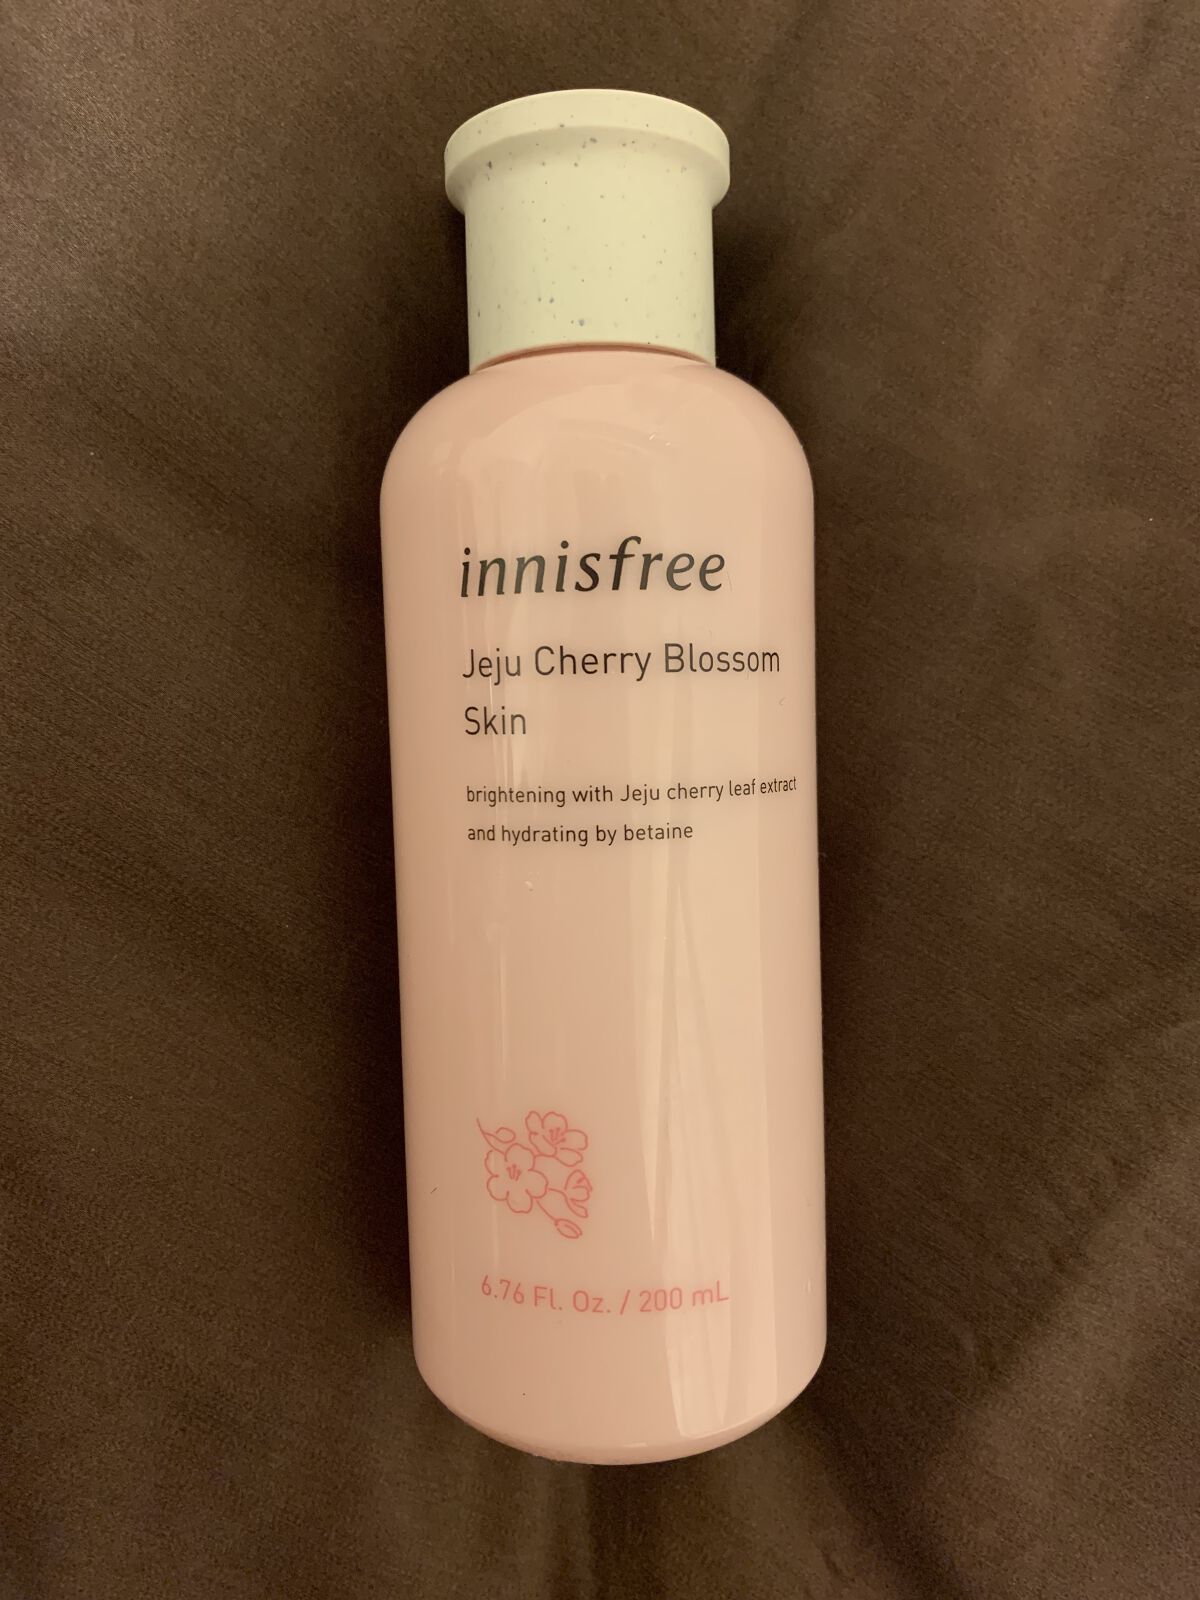 innisfree
Jeju Cherry Blossom
Skin
brightening with Jeju cherry leaf extract
and hydrating by betaine
6.76 Fl. Oz. / 200 mL